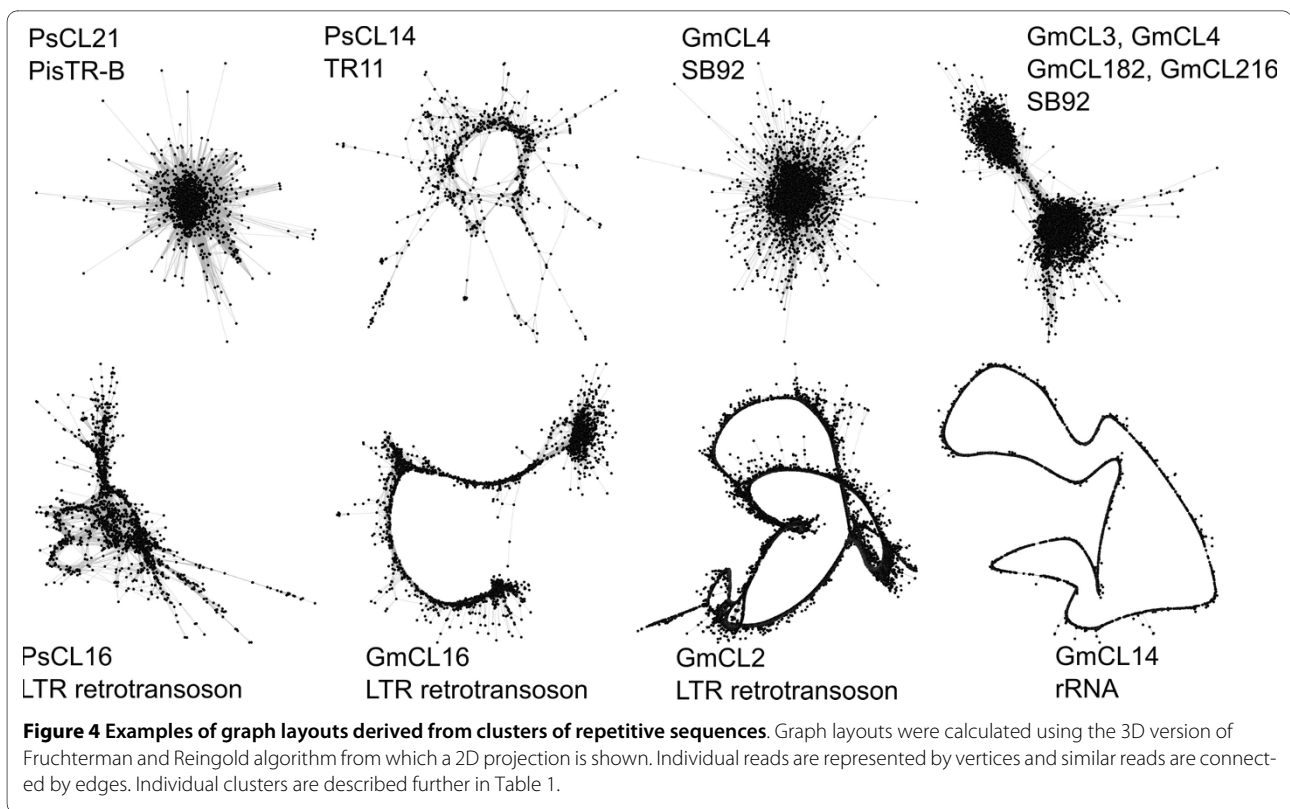 PsCL21
PisTR-B
PsCL14
TR11
GmCL4
SB92
GmCL3, GmCL4
GmCL182, GmCL216
SB92
PsCL16
LTR retrotransoson
GmCL16
LTR retrotransoson
GmCL2
LTR retrotransoson
GmCL14
rRNA
Figure 4 Examples of graph layouts derived from clusters of repetitive sequences. Graph layouts were calculated using the 3D version of
Fruchterman and Reingold algorithm from which a 2D projection is shown. Individual reads are represented by vertices and similar reads are connect-
ed by edges. Individual clusters are described further in Table 1.